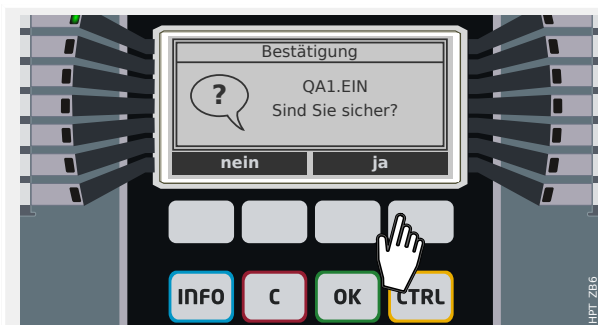 Bestätigung
?
QA1.EIN
Sind Sie sicher?
nein ja
INFO C OK CTRL
HPT ZB6